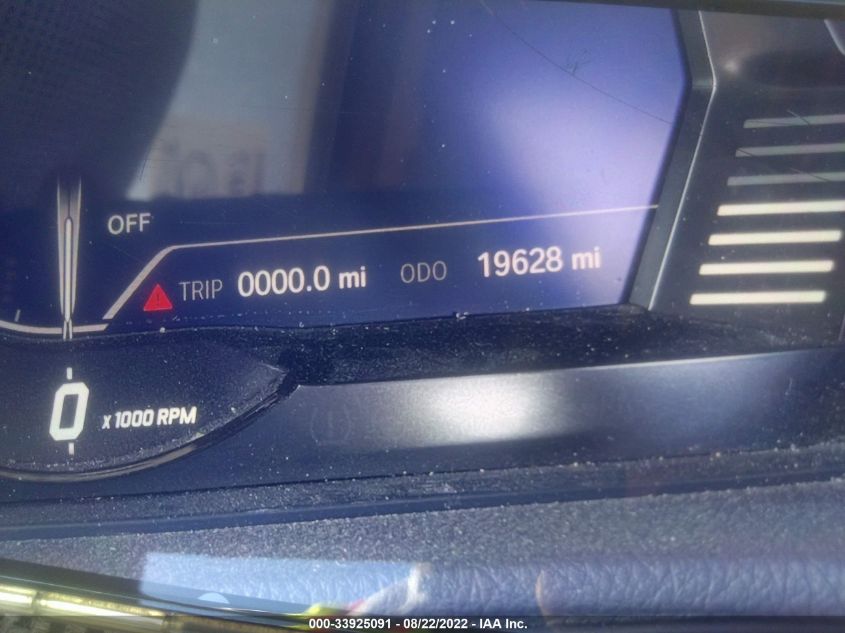 OFF
TRIP 0000.0 mi ODO 19628 mi
0 x 1000 RPM
000-33925091 - 08/22/2022 - IAA Inc.